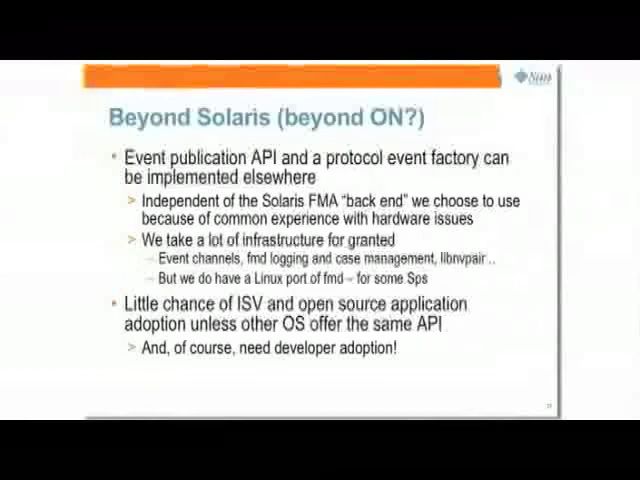 Sun
Beyond Solaris (beyond ON?)
• Event publication API and a protocol event factory can
be implemented elsewhere
> Independent of the Solaris FMA “back end” we choose to use
because of common experience with hardware issues
> We take a lot of infrastructure for granted
– Event channels, fmd logging and case management, libnvpair ..
– But we do have a Linux port of fmd – for some Sps
• Little chance of ISV and open source application
adoption unless other OS offer the same API
> And, of course, need developer adoption!